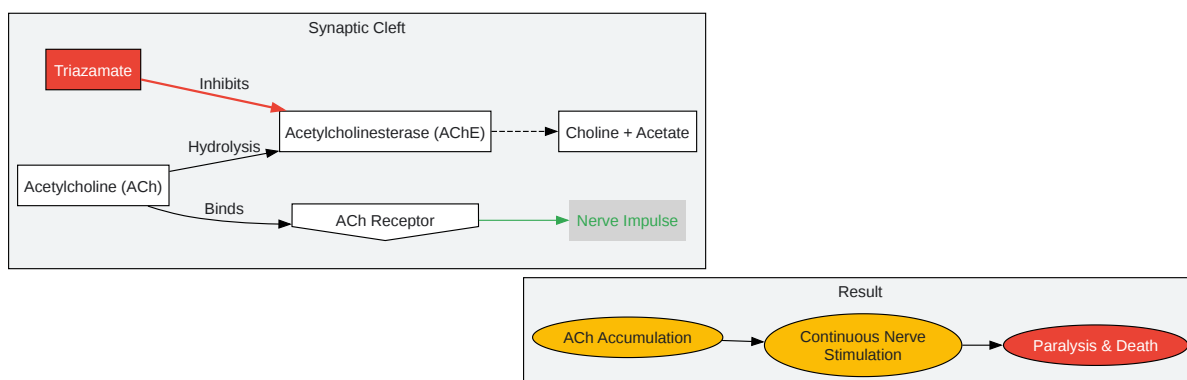 Synaptic Cleft
Triazamate
Inhibits
Acetylcholinesterase (AChE)
Choline + Acetate
Hydrolysis
Acetylcholine (ACh)
Binds
ACh Receptor
Nerve Impulse
Result
ACh Accumulation
Continuous Nerve
Stimulation
Paralysis & Death